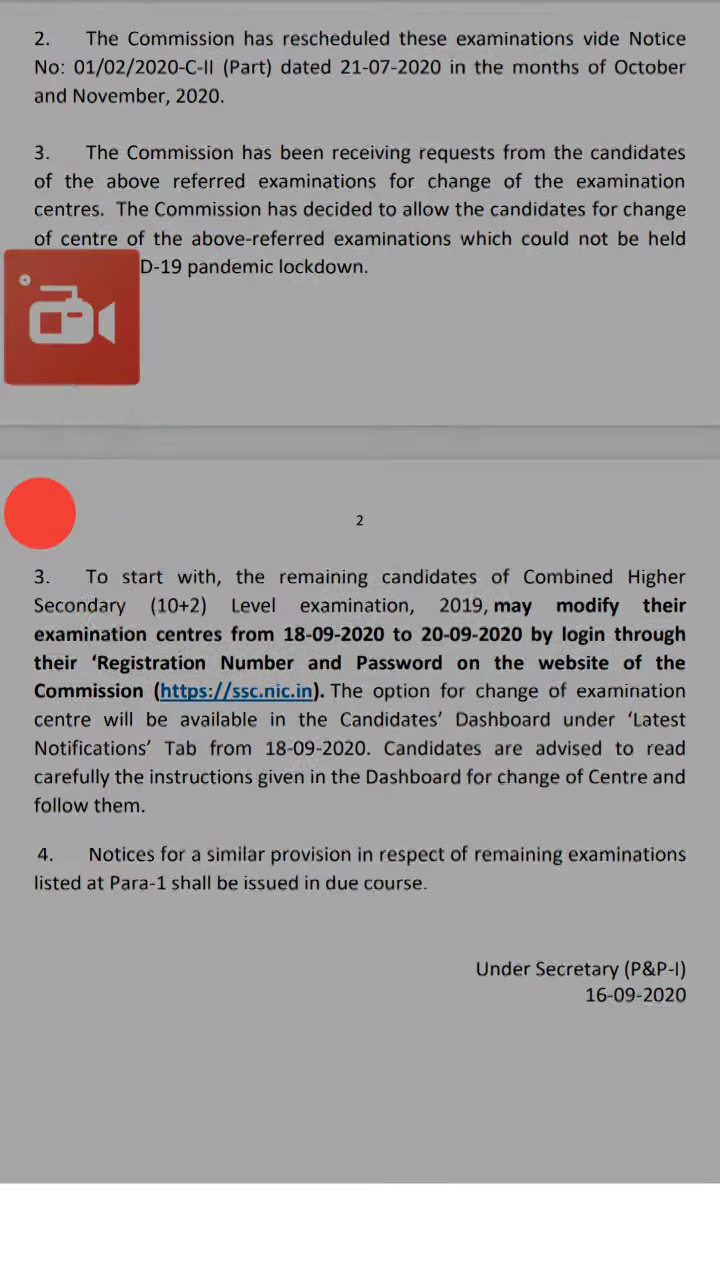 2. The Commission has rescheduled these examinations vide Notice
No: 01/02/2020-C-II (Part) dated 21-07-2020 in the months of October
and November, 2020.
3. The Commission has been receiving requests from the candidates
of the above referred examinations for change of the examination
centres. The Commission has decided to allow the candidates for change
of centre of the above-referred examinations which could not be held
D-19 pandemic lockdown.
2
3. To start with, the remaining candidates of Combined Higher
Secondary (10+2) Level examination, 2019, may modify their
examination centres from 18-09-2020 to 20-09-2020 by login through
their ‘Registration Number and Password on the website of the
Commission (https://ssc.nic.in). The option for change of examination
centre will be available in the Candidates’ Dashboard under ‘Latest
Notifications’ Tab from 18-09-2020. Candidates are advised to read
carefully the instructions given in the Dashboard for change of Centre and
follow them.
4. Notices for a similar provision in respect of remaining examinations
listed at Para-1 shall be issued in due course.
Under Secretary (P&P-I)
16-09-2020